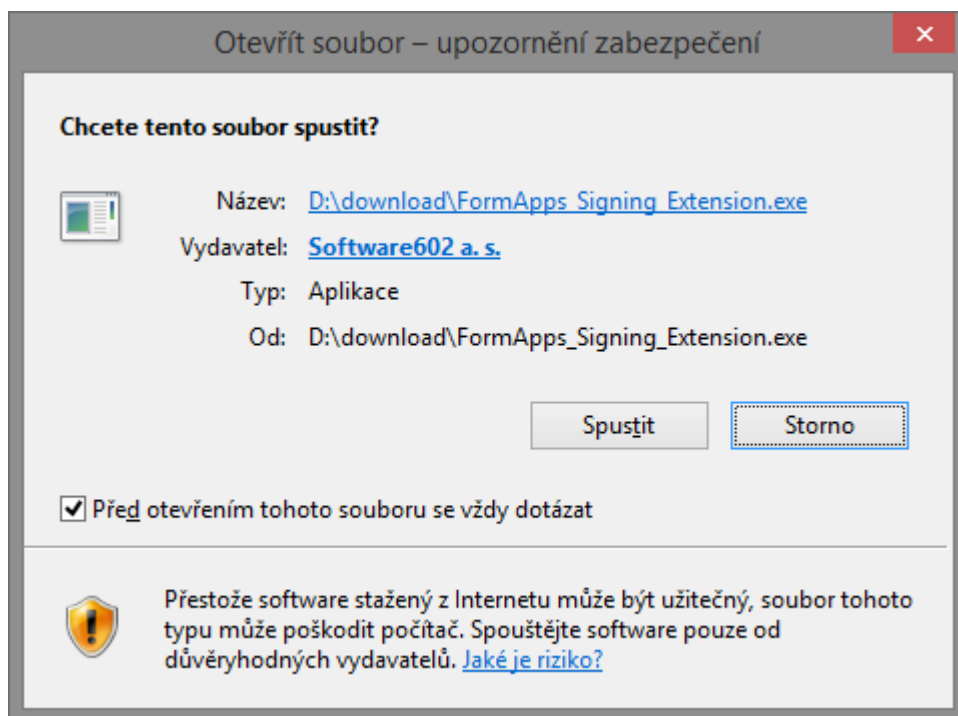 Otevřít soubor – upozornění zabezpečení
Chcete tento soubor spustit?
Název: D:\download\FormApps_Signing_Extension.exe
Vydavatel: Software602 a. s.
Typ: Aplikace
Od: D:\download\FormApps_Signing_Extension.exe
Spustit Storno
Před otevřením tohoto souboru se vždy dotázat
Přestože software stažený z Internetu může být užitečný, soubor tohoto
typu může poškodit počítač. Spouštějte software pouze od
důvěryhodných vydavatelů. Jaké je riziko?